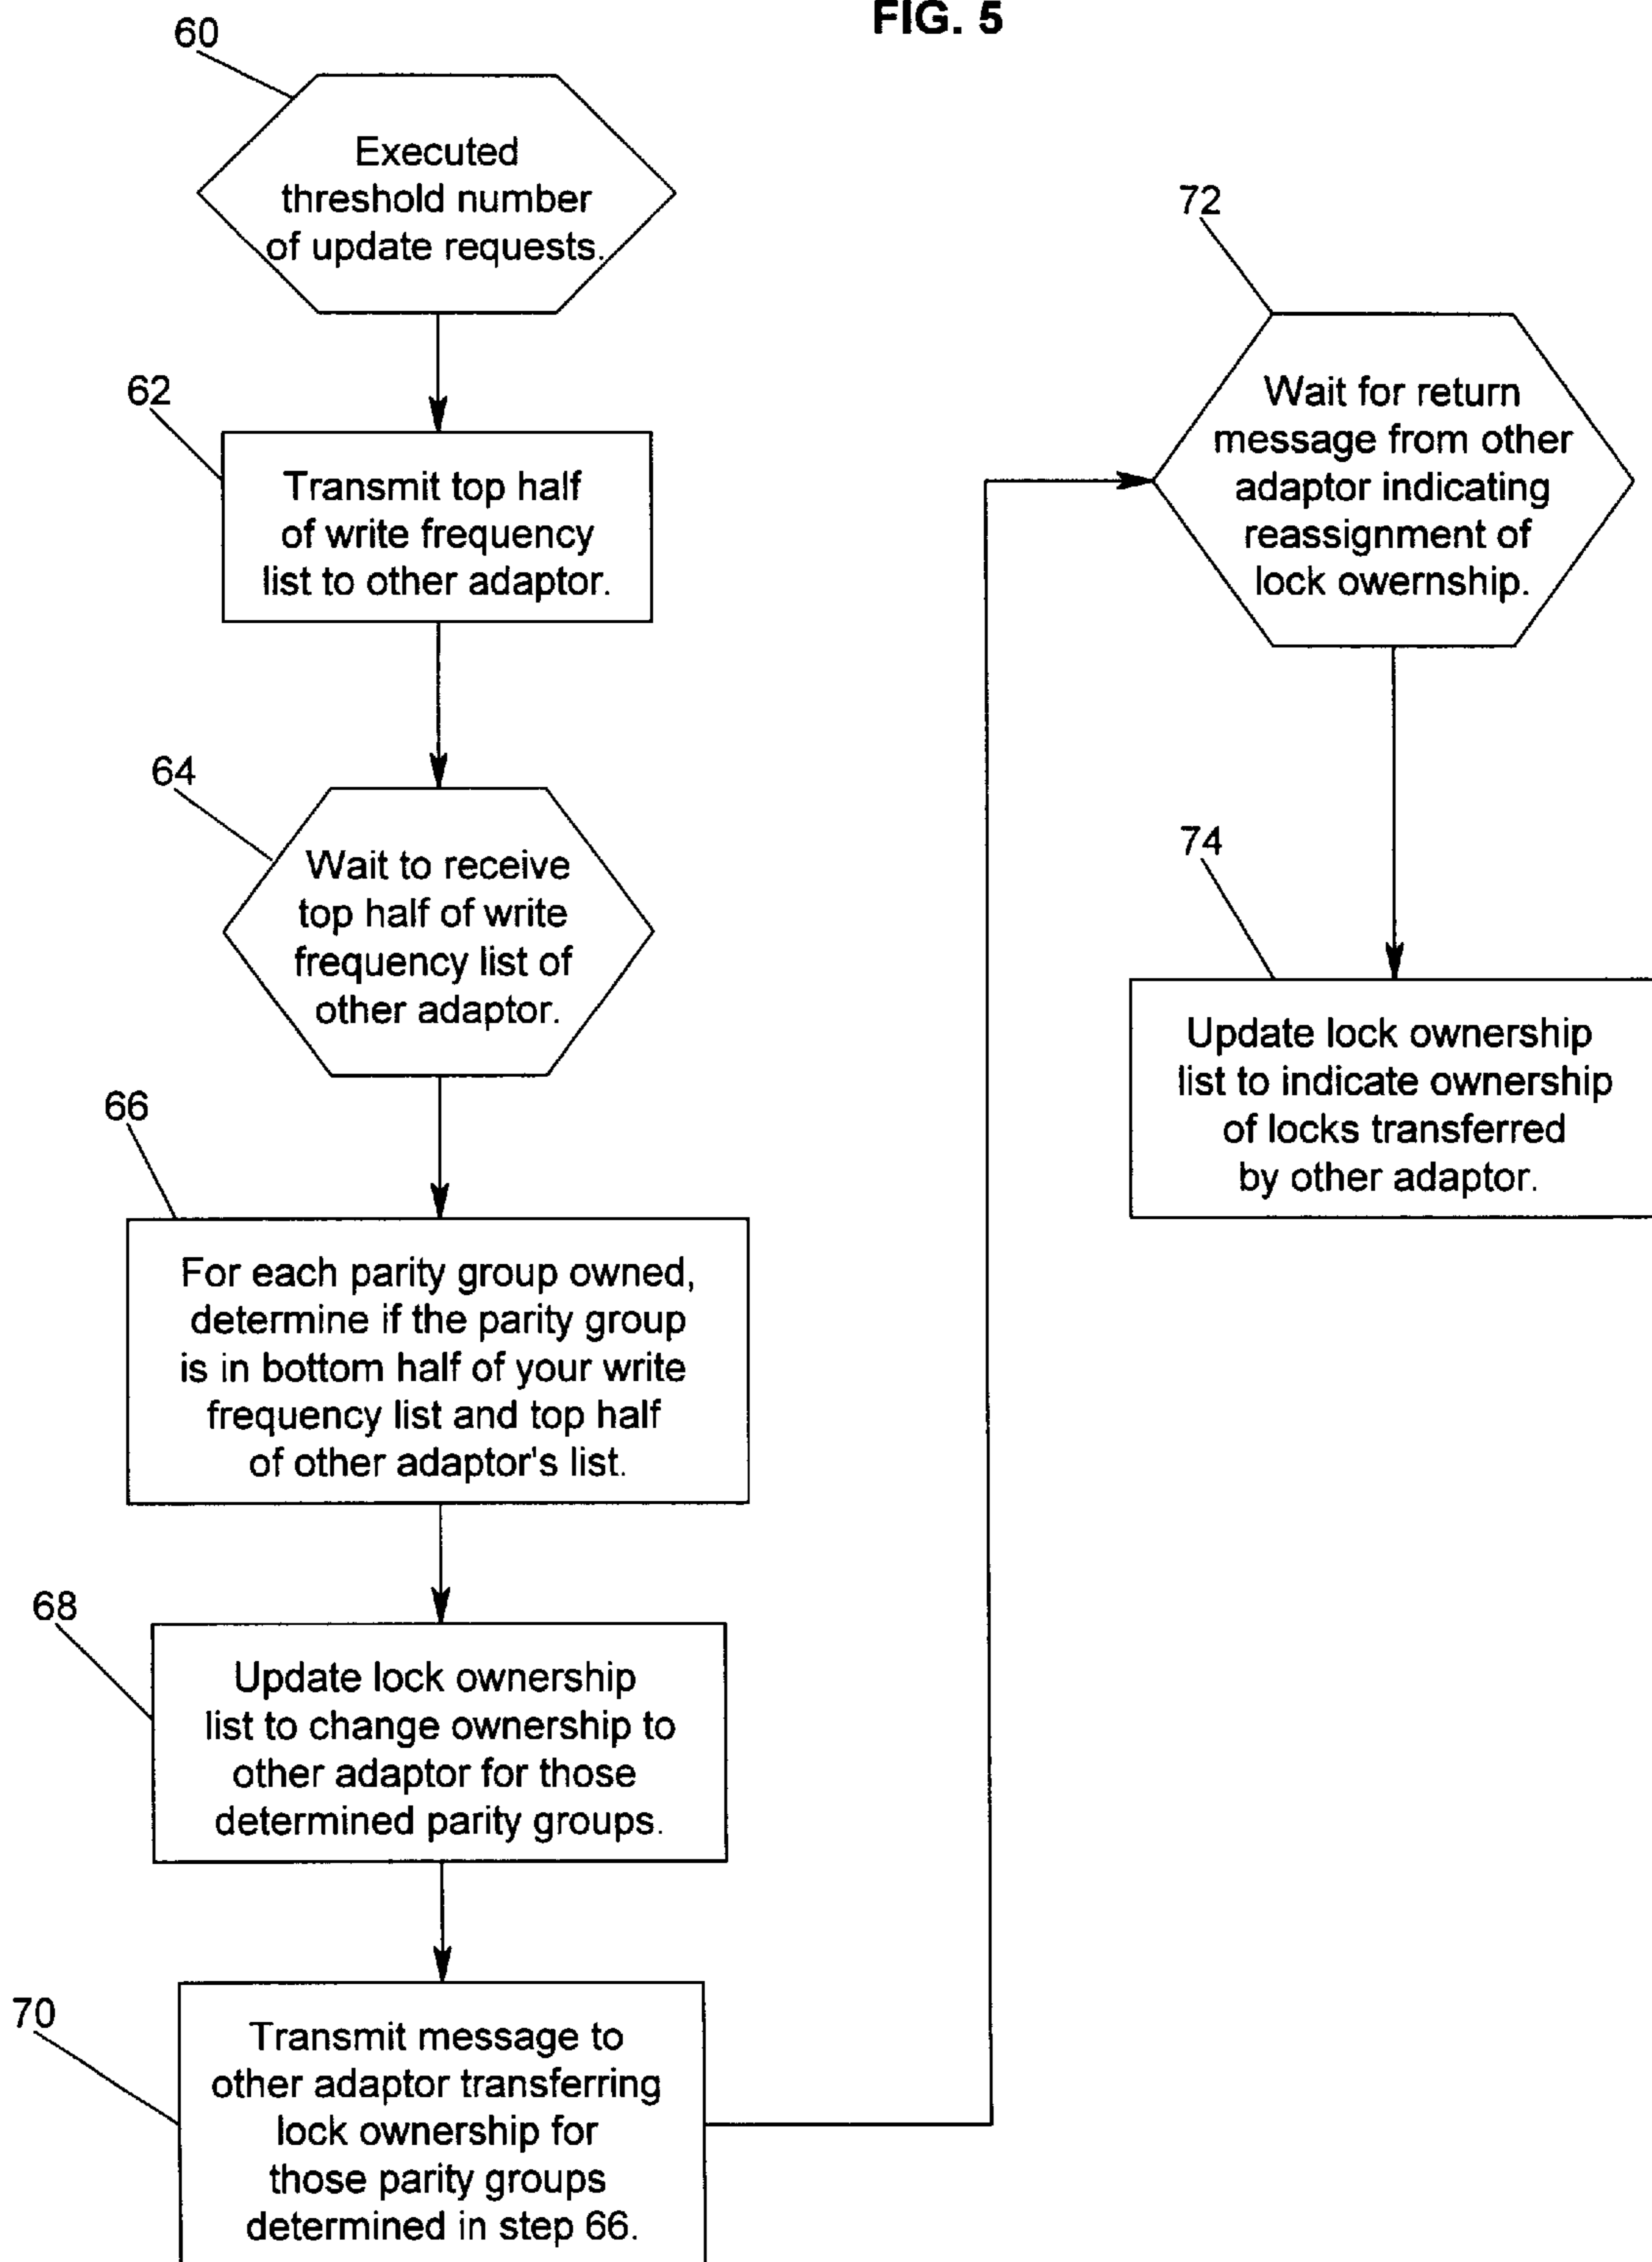 FIG. 5
60
Executed
threshold number
of update requests.
62
Transmit top half
of write frequency
list to other adaptor.
64
Wait to receive
top half of write
frequency list of
other adaptor.
66
For each parity group owned,
determine if the parity group
is in bottom half of your write
frequency list and top half
of other adaptor's list.
68
Update lock ownership
list to change ownership to
other adaptor for those
determined parity groups.
70
Transmit message to
other adaptor transferring
lock ownership for
those parity groups
determined in step 66.
72
Wait for return
message from other
adaptor indicating
reassignment of
lock owernship.
74
Update lock ownership
list to indicate ownership
of locks transferred
by other adaptor.